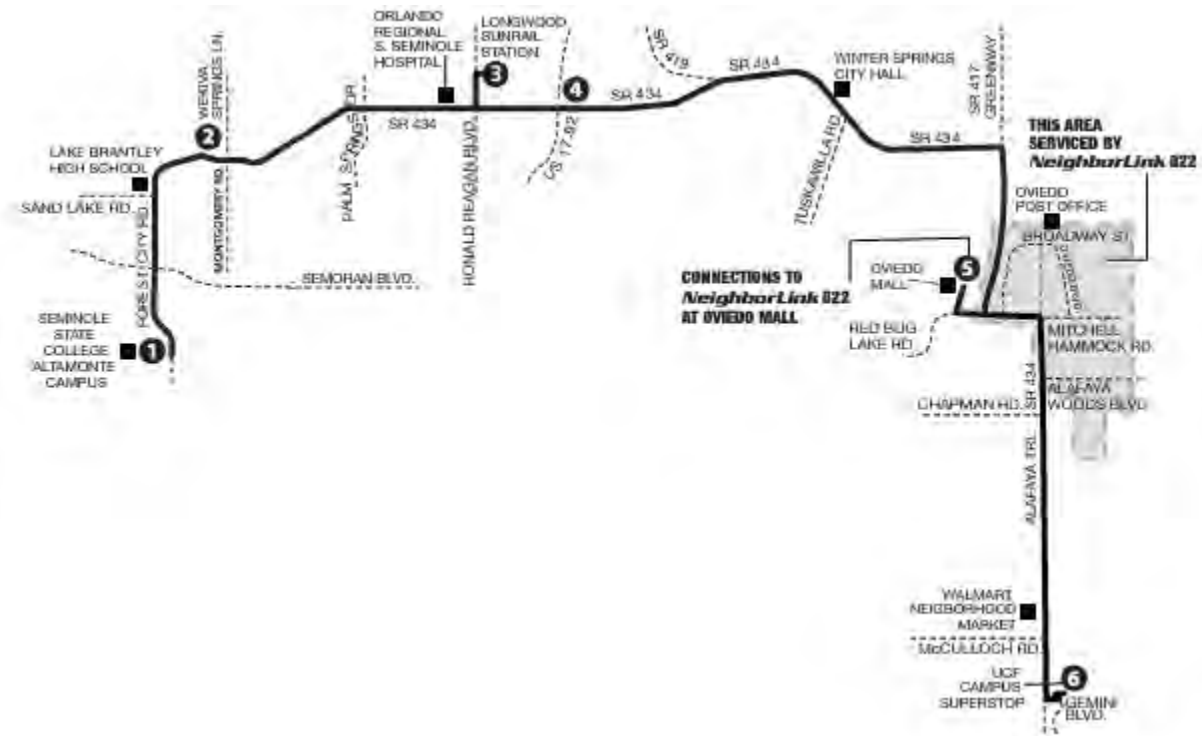 ORLANDO
REGIONAL
S. SEMINOLE
HOSPITAL
LONGWOOD
SUNRAIL
STATION
3
4
SR 434
US 17-92
SR 419
SR 434
SR 434
WINTER SPRINGS
CITY HALL
TUSKAWILLA RD
SR 434
SR 417
GREENWAY
THIS AREA
SERVICED BY
NeighborLink 822
OVIEDO
POST OFFICE
BROADWAY ST
WEKIVA
SPRINGS LN.
2
LAKE BRANTLEY
HIGH SCHOOL
SAND LAKE RD.
FOREST CITY RD.
MONTGOMERY RD.
PALM SPRINGS DR
RONALD REAGAN BLVD.
SEMORAN BLVD.
SEMINOLE
STATE
COLLEGE
ALTAMONTE
CAMPUS
1
CONNECTIONS TO
NeighborLink 822
AT OVIEDO MALL
OVIEDO
MALL
5
RED BUG
LAKE RD
MITCHELL
HAMMOCK RD.
CHAPMAN RD.
SR 434
ALAFAYA
WOODS BLVD
ALAFAYA TRL.
WALMART
NEIGBORHOOD
MARKET
McCULLOCH RD.
UCF
CAMPUS
SUPERSTOP
6
GEMINI
BLVD.